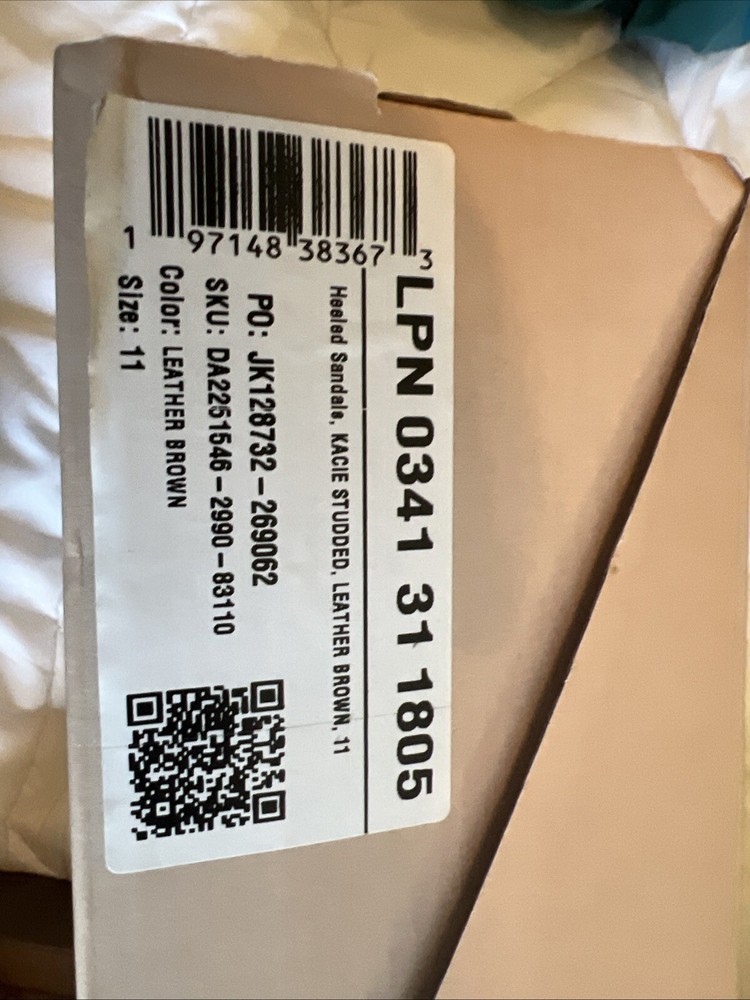 LPN 0341 31 1805
1 97148 38367 3
Heeled Sandals, KACIE STUDDED, LEATHER BROWN, 11
PO: JK128732-269062
SKU: DA2251546-2990-83110
Color: LEATHER BROWN
Size: 11